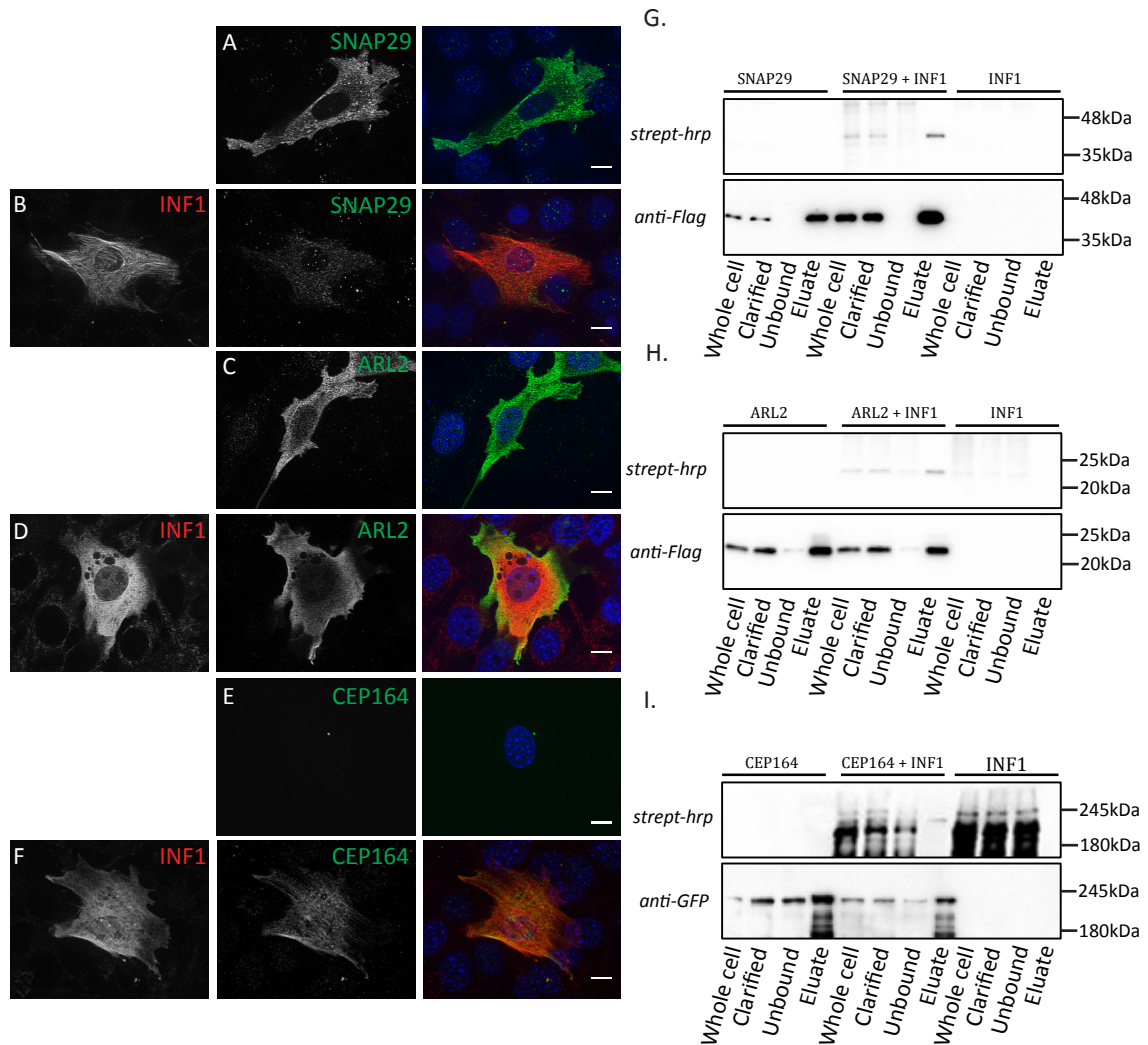 A SNAP29
B INF1 SNAP29
C ARL2
D INF1 ARL2
E CEP164
F INF1 CEP164
G.
SNAP29 SNAP29 + INF1 INF1
strept-hrp
48kDa
35kDa
anti-Flag
48kDa
35kDa
Whole cell Clarified Unbound Eluate Whole cell Clarified Unbound Eluate Whole cell Clarified Unbound Eluate
H.
ARL2 ARL2 + INF1 INF1
strept-hrp
25kDa
20kDa
anti-Flag
25kDa
20kDa
Whole cell Clarified Unbound Eluate Whole cell Clarified Unbound Eluate Whole cell Clarified Unbound Eluate
I.
CEP164 CEP164 + INF1 INF1
strept-hrp
245kDa
180kDa
anti-GFP
245kDa
180kDa
Whole cell Clarified Unbound Eluate Whole cell Clarified Unbound Eluate Whole cell Clarified Unbound Eluate